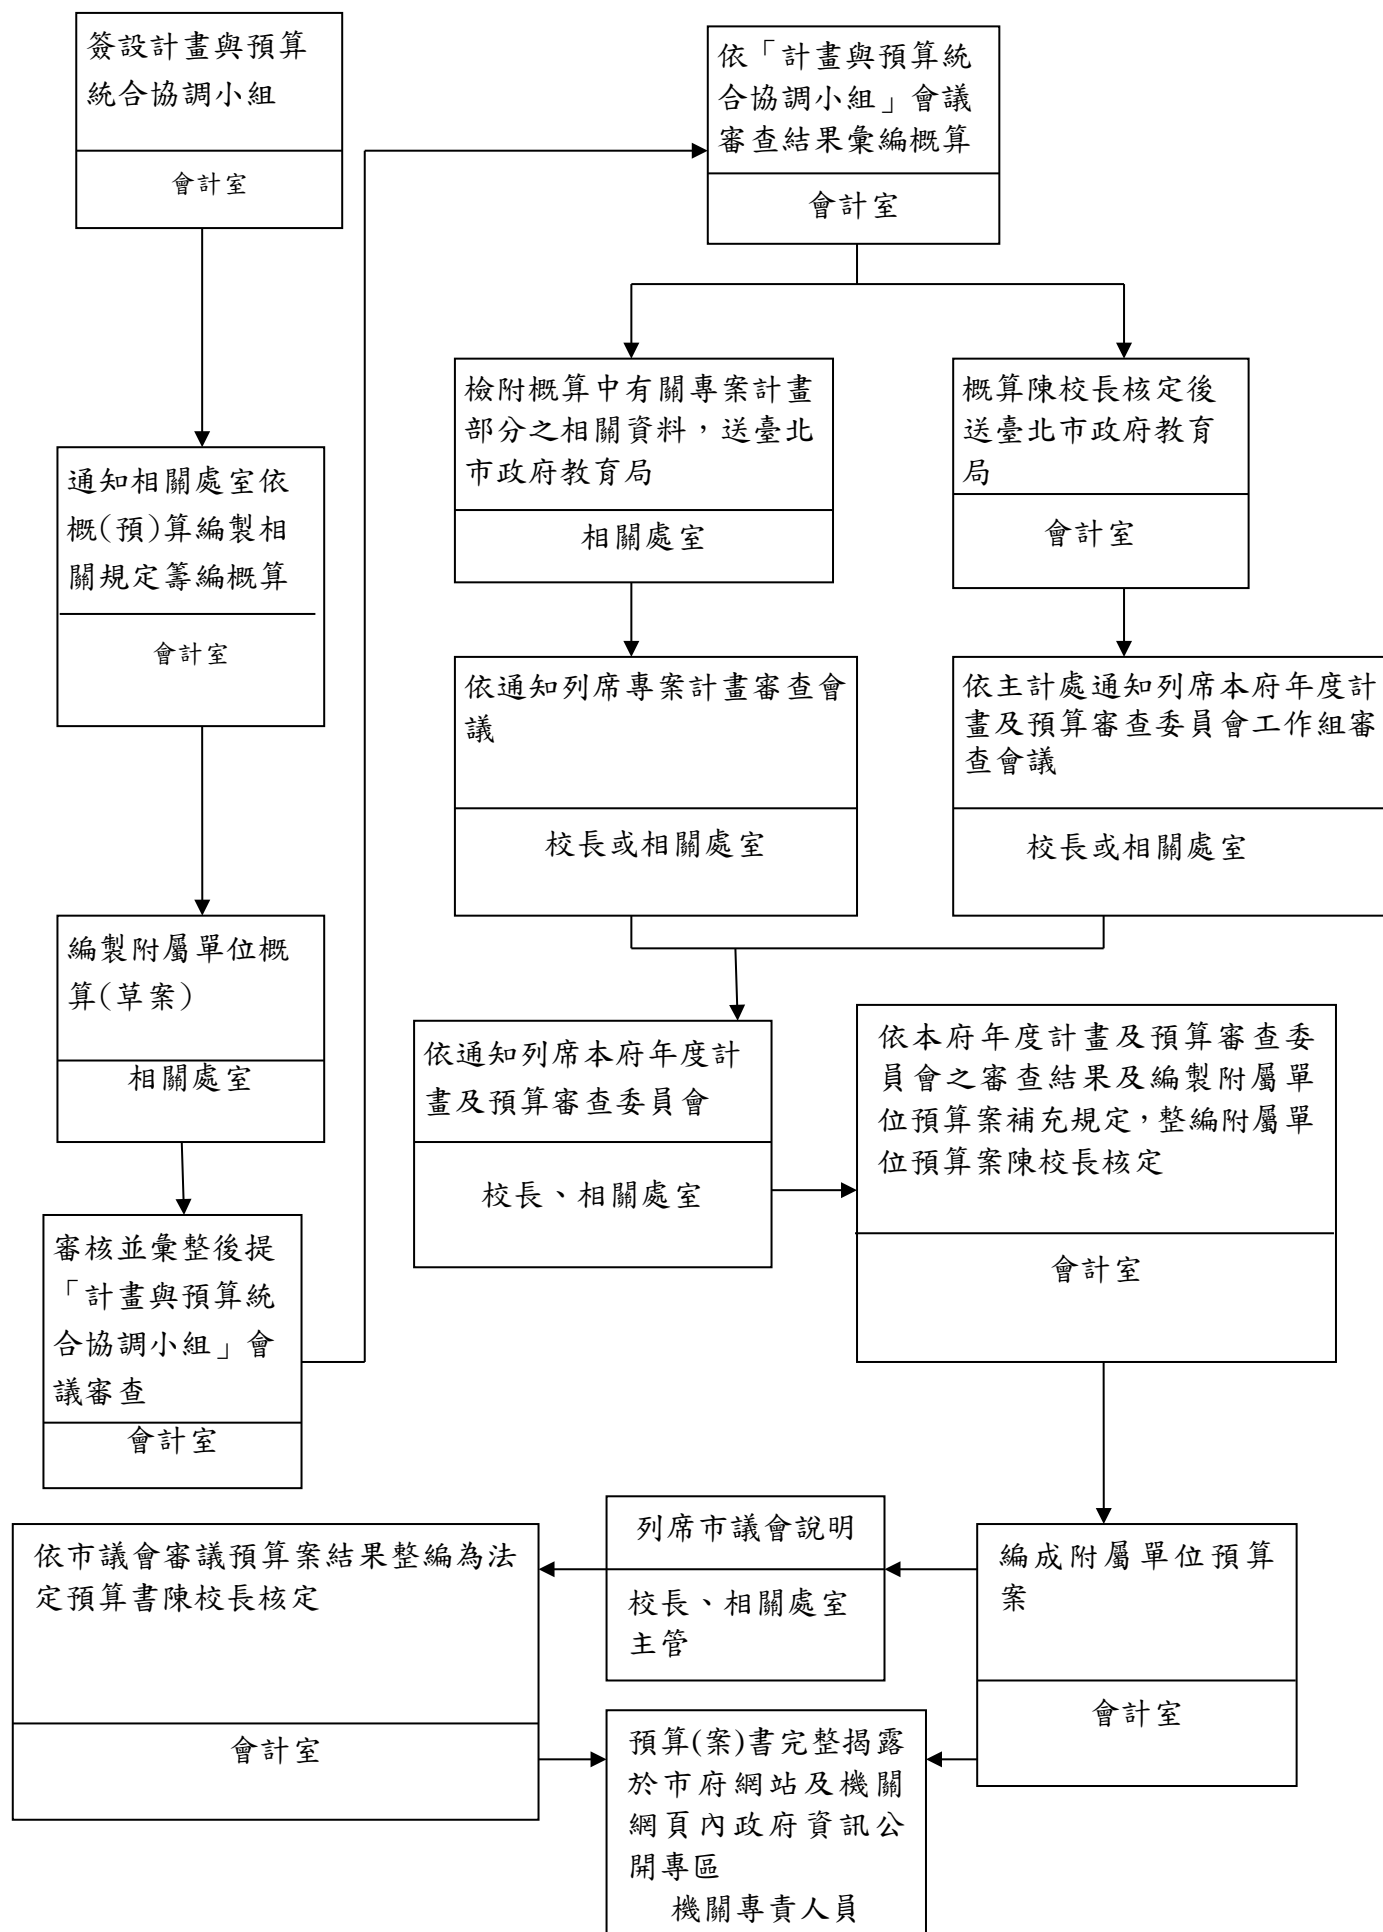 簽設計畫與預算
統合協調小組
會計室
通知相關處室依
概(預)算編製相
關規定籌編概算
會計室
編製附屬單位概
算(草案)
相關處室
審核並彙整後提
「計畫與預算統
合協調小組」會
議審查
會計室
依「計畫與預算統
合協調小組」會議
審查結果彙編概算
會計室
檢附概算中有關專案計畫
部分之相關資料，送臺北
市政府教育局
相關處室
概算陳校長核定後
送臺北市政府教育
局
會計室
依通知列席專案計畫審查會
議
校長或相關處室
依主計處通知列席本府年度計
畫及預算審查委員會工作組審
查會議
校長或相關處室
依通知列席本府年度計
畫及預算審查委員會
校長、相關處室
依本府年度計畫及預算審查委
員會之審查結果及編製附屬單
位預算案補充規定，整編附屬單
位預算案陳校長核定
會計室
編成附屬單位預算
案
會計室
列席市議會說明
校長、相關處室
主管
依市議會審議預算案結果整編為法
定預算書陳校長核定
會計室
預算(案)書完整揭露
於市府網站及機關
網頁內政府資訊公
開專區
機關專責人員